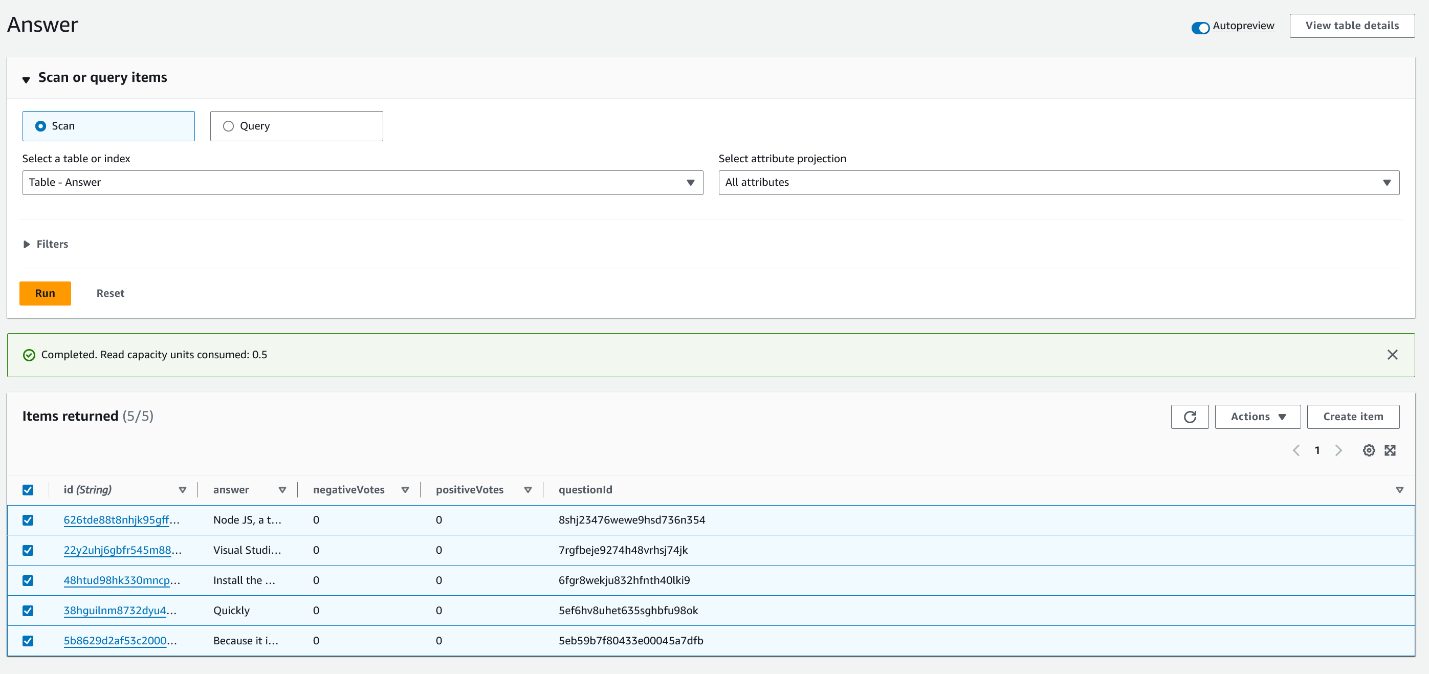 Answer
Autopreview
View table details
Scan or query items
Scan
Query
Select a table or index
Select attribute projection
Table - Answer
All attributes
Filters
Run
Reset
Completed. Read capacity units consumed: 0.5
Items returned (5/5)
Actions
Create item
1
id (String) answer negativeVotes positiveVotes questionId
626tde88t8nhjk95gff... Node JS, a t... 0 0 8shj23476wewe9hsd736n354
22y2uhj6gbfr545m88... Visual Studi... 0 0 7rgfbeje9274h48vrhsj74jk
48htud98hk330mncp... Install the ... 0 0 6fgr8wekju832hfnth40lki9
38hguilnm8732dyu4... Quickly 0 0 5ef6hv8uhet635sghbfu98ok
5b8629d2af53c2000... Because it i... 0 0 5eb59b7f80433e00045a7dfb